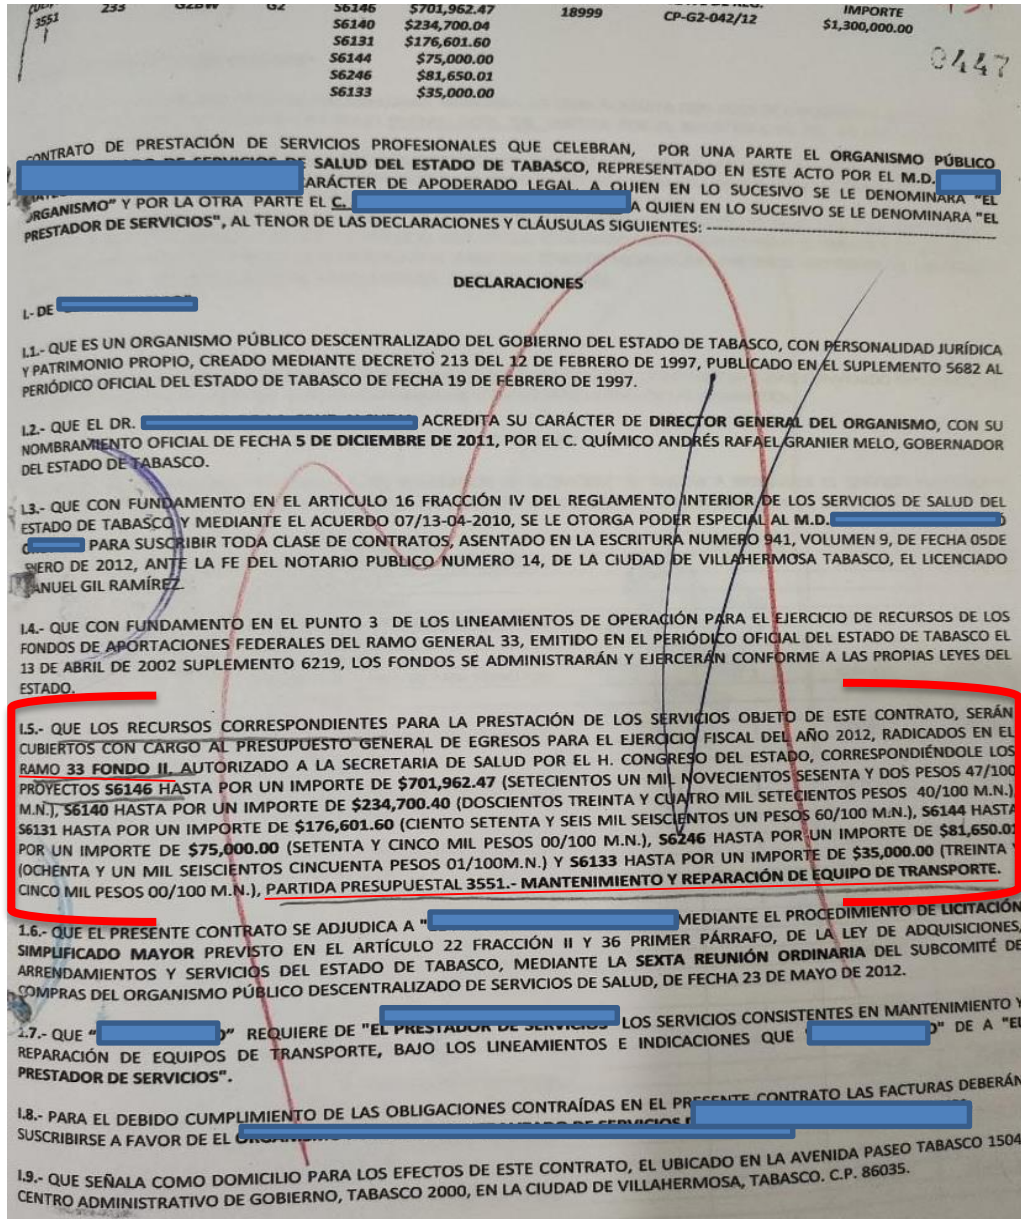 3551 233 G2BW G2 S6146 $701,962.47 18999 CP-G2-042/12 IMPORTE
S6140 $234,700.04 $1,300,000.00
S6131 $176,601.60
S6144 $75,000.00
S6246 $81,650.01
S6133 $35,000.00
0447
CONTRATO DE PRESTACIÓN DE SERVICIOS PROFESIONALES QUE CELEBRAN, POR UNA PARTE EL ORGANISMO PÚBLICO
DE SERVICIOS DE SALUD DEL ESTADO DE TABASCO, REPRESENTADO EN ESTE ACTO POR EL M.D.
CARÁCTER DE APODERADO LEGAL, A QUIEN EN LO SUCESIVO SE LE DENOMINARA "EL
ORGANISMO" Y POR LA OTRA PARTE EL C. A QUIEN EN LO SUCESIVO SE LE DENOMINARA "EL
PRESTADOR DE SERVICIOS", AL TENOR DE LAS DECLARACIONES Y CLÁUSULAS SIGUIENTES: --------------------
DECLARACIONES
I.- DE
I.1.- QUE ES UN ORGANISMO PÚBLICO DESCENTRALIZADO DEL GOBIERNO DEL ESTADO DE TABASCO, CON PERSONALIDAD JURÍDICA
Y PATRIMONIO PROPIO, CREADO MEDIANTE DECRETO 213 DEL 12 DE FEBRERO DE 1997, PUBLICADO EN EL SUPLEMENTO 5682 AL
PERIÓDICO OFICIAL DEL ESTADO DE TABASCO DE FECHA 19 DE FEBRERO DE 1997.
I.2.- QUE EL DR. ACREDITA SU CARÁCTER DE DIRECTOR GENERAL DEL ORGANISMO, CON SU
NOMBRAMIENTO OFICIAL DE FECHA 5 DE DICIEMBRE DE 2011, POR EL C. QUÍMICO ANDRÉS RAFAEL GRANIER MELO, GOBERNADOR
DEL ESTADO DE TABASCO.
I.3.- QUE CON FUNDAMENTO EN EL ARTICULO 16 FRACCIÓN IV DEL REGLAMENTO INTERIOR DE LOS SERVICIOS DE SALUD DEL
ESTADO DE TABASCO Y MEDIANTE EL ACUERDO 07/13-04-2010, SE LE OTORGA PODER ESPECIAL AL M.D.
PARA SUSCRIBIR TODA CLASE DE CONTRATOS, ASENTADO EN LA ESCRITURA NUMERO 941, VOLUMEN 9, DE FECHA 05DE
ENERO DE 2012, ANTE LA FE DEL NOTARIO PUBLICO NUMERO 14, DE LA CIUDAD DE VILLAHERMOSA TABASCO, EL LICENCIADO
MANUEL GIL RAMÍREZ.
I.4.- QUE CON FUNDAMENTO EN EL PUNTO 3 DE LOS LINEAMIENTOS DE OPERACIÓN PARA EL EJERCICIO DE RECURSOS DE LOS
FONDOS DE APORTACIONES FEDERALES DEL RAMO GENERAL 33, EMITIDO EN EL PERIÓDICO OFICIAL DEL ESTADO DE TABASCO EL
13 DE ABRIL DE 2002 SUPLEMENTO 6219, LOS FONDOS SE ADMINISTRARÁN Y EJERCERÁN CONFORME A LAS PROPIAS LEYES DEL
ESTADO.
I.5.- QUE LOS RECURSOS CORRESPONDIENTES PARA LA PRESTACIÓN DE LOS SERVICIOS OBJETO DE ESTE CONTRATO, SERÁN
CUBIERTOS CON CARGO AL PRESUPUESTO GENERAL DE EGRESOS PARA EL EJERCICIO FISCAL DEL AÑO 2012, RADICADOS EN EL
RAMO 33 FONDO II, AUTORIZADO A LA SECRETARIA DE SALUD POR EL H. CONGRESO DEL ESTADO, CORRESPONDIÉNDOLE LOS
PROYECTOS S6146 HASTA POR UN IMPORTE DE $701,962.47 (SETECIENTOS UN MIL NOVECIENTOS SESENTA Y DOS PESOS 47/100
M.N.), S6140 HASTA POR UN IMPORTE DE $234,700.40 (DOSCIENTOS TREINTA Y CUATRO MIL SETECIENTOS PESOS 40/100 M.N.)
S6131 HASTA POR UN IMPORTE DE $176,601.60 (CIENTO SETENTA Y SEIS MIL SEISCIENTOS UN PESOS 60/100 M.N.), S6144 HASTA
POR UN IMPORTE DE $75,000.00 (SETENTA Y CINCO MIL PESOS 00/100 M.N.), S6246 HASTA POR UN IMPORTE DE $81,650.01
(OCHENTA Y UN MIL SEISCIENTOS CINCUENTA PESOS 01/100M.N.) Y S6133 HASTA POR UN IMPORTE DE $35,000.00 (TREINTA Y
CINCO MIL PESOS 00/100 M.N.), PARTIDA PRESUPUESTAL 3551.- MANTENIMIENTO Y REPARACIÓN DE EQUIPO DE TRANSPORTE.
1.6.- QUE EL PRESENTE CONTRATO SE ADJUDICA A " MEDIANTE EL PROCEDIMIENTO DE LICITACIÓN
SIMPLIFICADO MAYOR PREVISTO EN EL ARTÍCULO 22 FRACCIÓN II Y 36 PRIMER PÁRRAFO, DE LA LEY DE ADQUISICIONES,
ARRENDAMIENTOS Y SERVICIOS DEL ESTADO DE TABASCO, MEDIANTE LA SEXTA REUNIÓN ORDINARIA DEL SUBCOMITÉ DE
COMPRAS DEL ORGANISMO PÚBLICO DESCENTRALIZADO DE SERVICIOS DE SALUD, DE FECHA 23 DE MAYO DE 2012.
1.7.- QUE " O" REQUIERE DE "EL PRESTADOR DE SERVICIOS" LOS SERVICIOS CONSISTENTES EN MANTENIMIENTO Y
REPARACIÓN DE EQUIPOS DE TRANSPORTE, BAJO LOS LINEAMIENTOS E INDICACIONES QUE " O" DE A "EL
PRESTADOR DE SERVICIOS".
I.8.- PARA EL DEBIDO CUMPLIMIENTO DE LAS OBLIGACIONES CONTRAÍDAS EN EL PRESENTE CONTRATO LAS FACTURAS DEBERÁN
SUSCRIBIRSE A FAVOR DE EL
I.9.- QUE SEÑALA COMO DOMICILIO PARA LOS EFECTOS DE ESTE CONTRATO, EL UBICADO EN LA AVENIDA PASEO TABASCO 1504,
CENTRO ADMINISTRATIVO DE GOBIERNO, TABASCO 2000, EN LA CIUDAD DE VILLAHERMOSA, TABASCO. C.P. 86035.